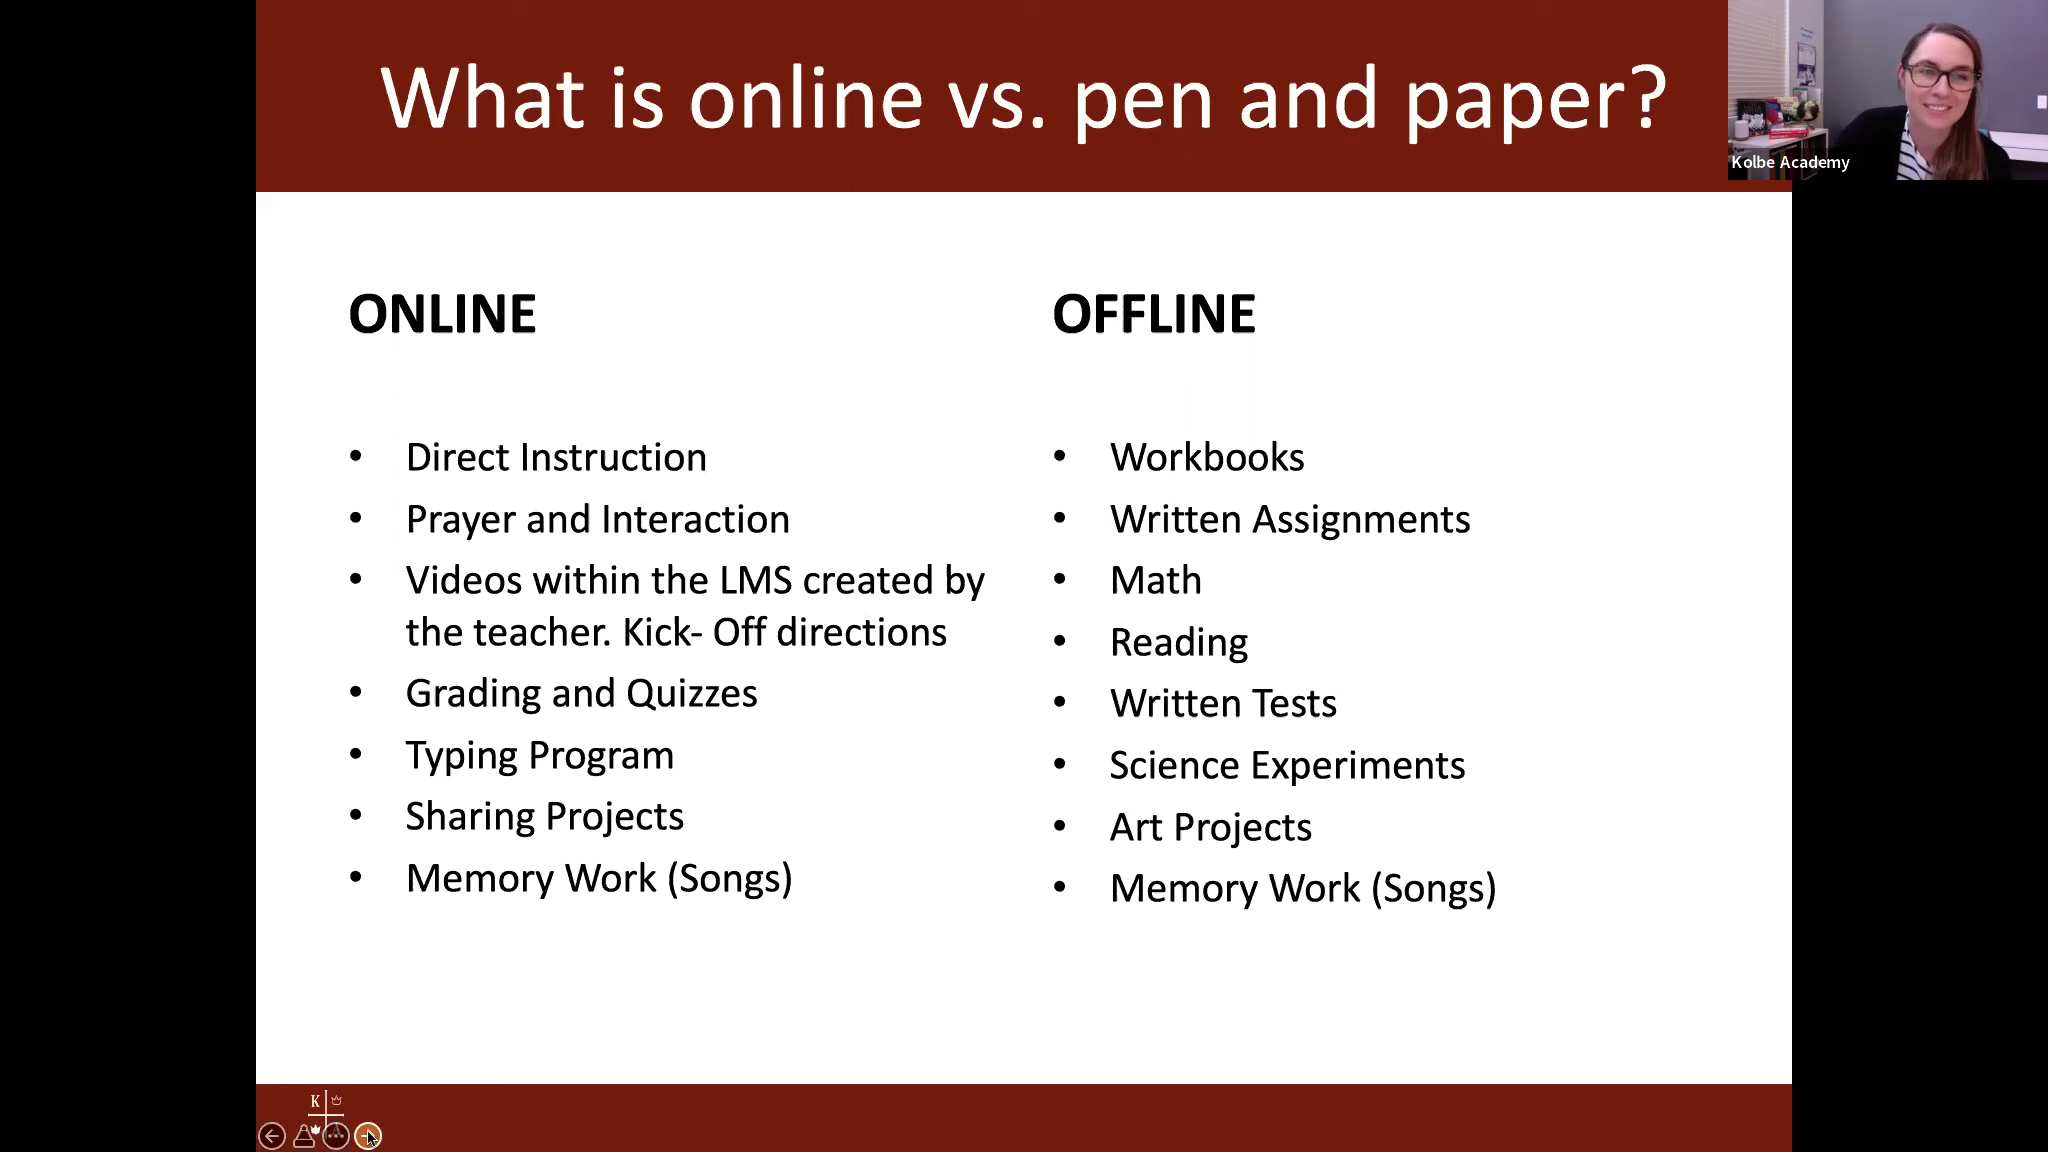 What is online vs. pen and paper?
Kolbe Academy
ONLINE
• Direct Instruction
• Prayer and Interaction
• Videos within the LMS created by
the teacher. Kick- Off directions
• Grading and Quizzes
• Typing Program
• Sharing Projects
• Memory Work (Songs)
OFFLINE
• Workbooks
• Written Assignments
• Math
• Reading
• Written Tests
• Science Experiments
• Art Projects
• Memory Work (Songs)
K